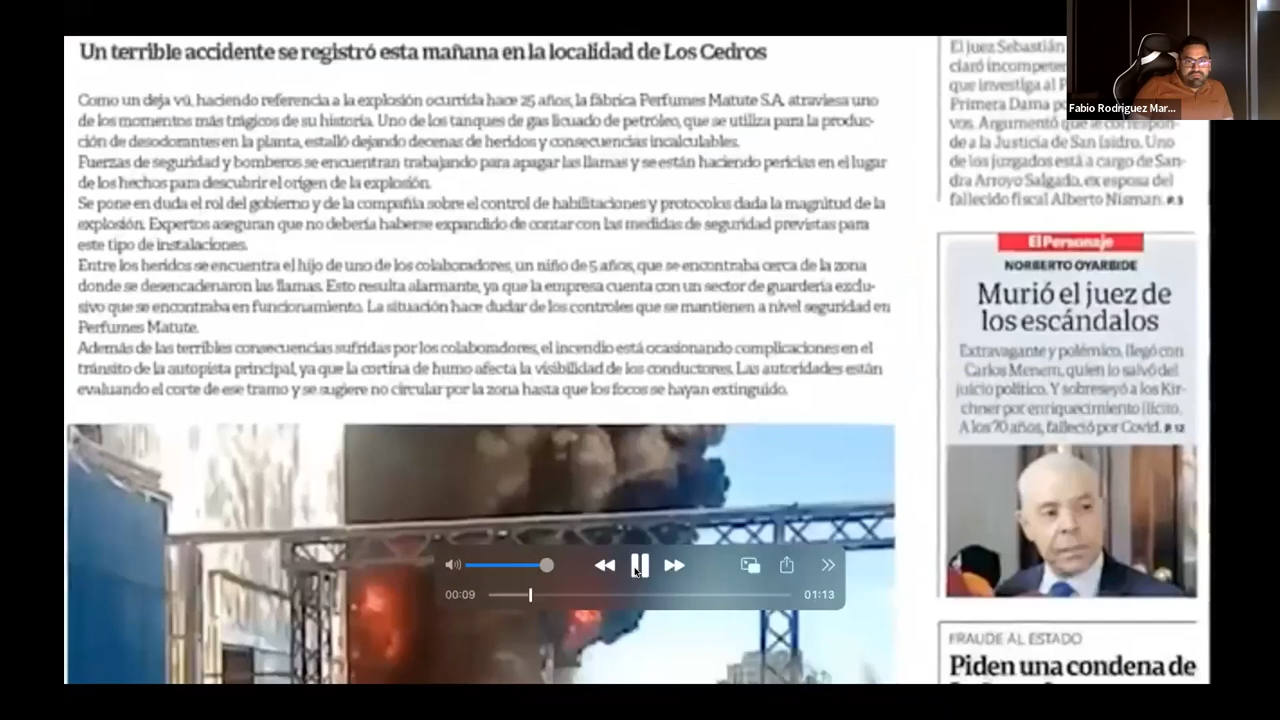 Un terrible accidente se registró esta mañana en la localidad de Los Cedros
Como un deja vú, haciendo referencia a la explosión ocurrida hace 25 años, la fábrica Perfumes Matute S.A. atraviesa uno
de los momentos más trágicos de su historia. Uno de los tanques de gas licuado de petróleo, que se utiliza para la produc-
ción de desodorantes en la planta, estalló dejando decenas de heridos y consecuencias incalculables.
Fuerzas de seguridad y bomberos se encuentran trabajando para apagar las llamas y se están haciendo pericias en el lugar
de los hechos para descubrir el origen de la explosión.
Se pone en duda el rol del gobierno y de la compañía sobre el control de habilitaciones y protocolos dada la magnitud de la
explosión. Expertos aseguran que no debería haberse expandido de contar con las medidas de seguridad previstas para
este tipo de instalaciones.
Entre los heridos se encuentra el hijo de uno de los colaboradores, un niño de 5 años, que se encontraba cerca de la zona
donde se desencadenaron las llamas. Esto resulta alarmante, ya que la empresa cuenta con un sector de guardería exclu-
sivo que se encontraba en funcionamiento. La situación hace dudar de los controles que se mantienen a nivel seguridad en
Perfumes Matute.
Además de las terribles consecuencias sufridas por los colaboradores, el incendio está ocasionando complicaciones en el
tránsito de la autopista principal, ya que la cortina de humo afecta la visibilidad de los conductores. Las autoridades están
evaluando el corte de ese tramo y se sugiere no circular por la zona hasta que los focos se hayan extinguido.
El juez Sebastián
claró incompeten
que investiga al P
Primera Dama po
vos. Argumentó que le correspon-
de a la Justicia de San Isidro. Uno
de los juzgados está a cargo de San-
dra Arroyo Salgado, ex esposa del
fallecido fiscal Alberto Nisman. P.3
El Personaje
NORBERTO OYARBIDE
Murió el juez de
los escándalos
Extravagante y polémico, llegó con
Carlos Menem, quien lo salvó del
juicio político. Y sobreseyó a los Kir-
chner por enriquecimiento ilícito.
A los 70 años, falleció por Covid. P.12
FRAUDE AL ESTADO
Piden una condena de
Fabio Rodriguez Mar...
00:09
01:13